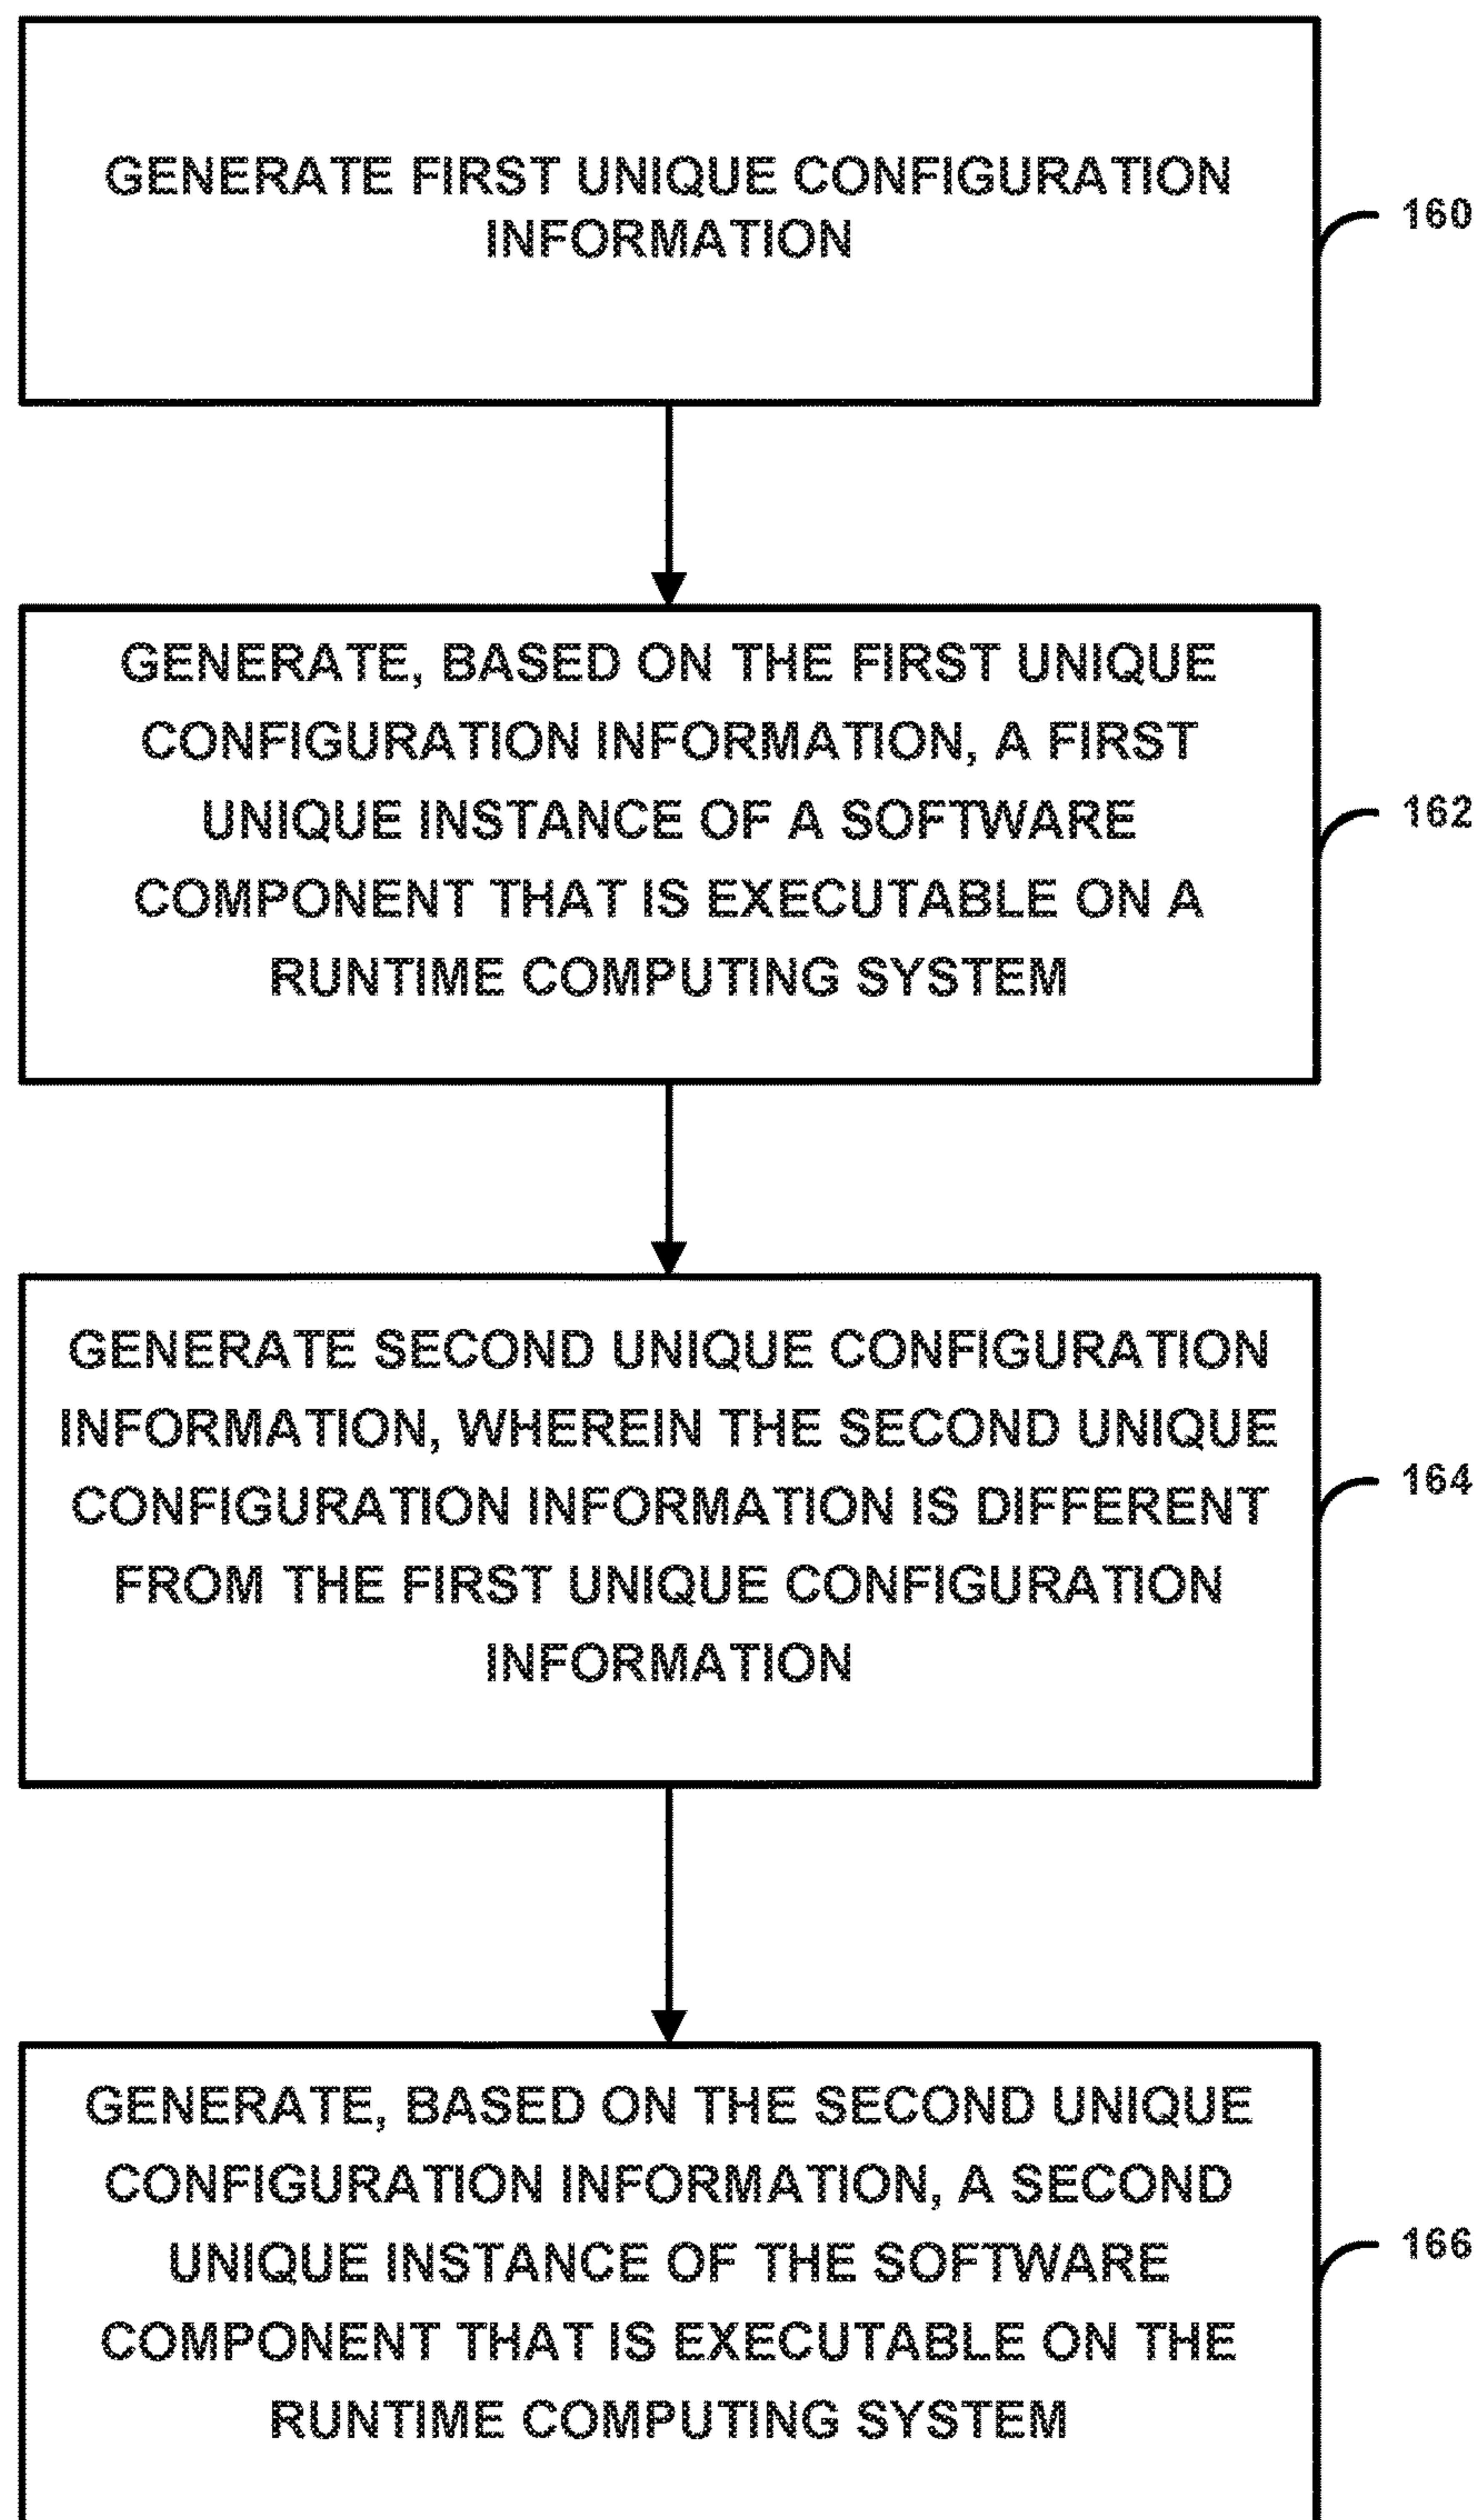 GENERATE FIRST UNIQUE CONFIGURATION
INFORMATION
160
GENERATE, BASED ON THE FIRST UNIQUE
CONFIGURATION INFORMATION, A FIRST
UNIQUE INSTANCE OF A SOFTWARE
COMPONENT THAT IS EXECUTABLE ON A
RUNTIME COMPUTING SYSTEM
162
GENERATE SECOND UNIQUE CONFIGURATION
INFORMATION, WHEREIN THE SECOND UNIQUE
CONFIGURATION INFORMATION IS DIFFERENT
FROM THE FIRST UNIQUE CONFIGURATION
INFORMATION
164
GENERATE, BASED ON THE SECOND UNIQUE
CONFIGURATION INFORMATION, A SECOND
UNIQUE INSTANCE OF THE SOFTWARE
COMPONENT THAT IS EXECUTABLE ON THE
RUNTIME COMPUTING SYSTEM
166